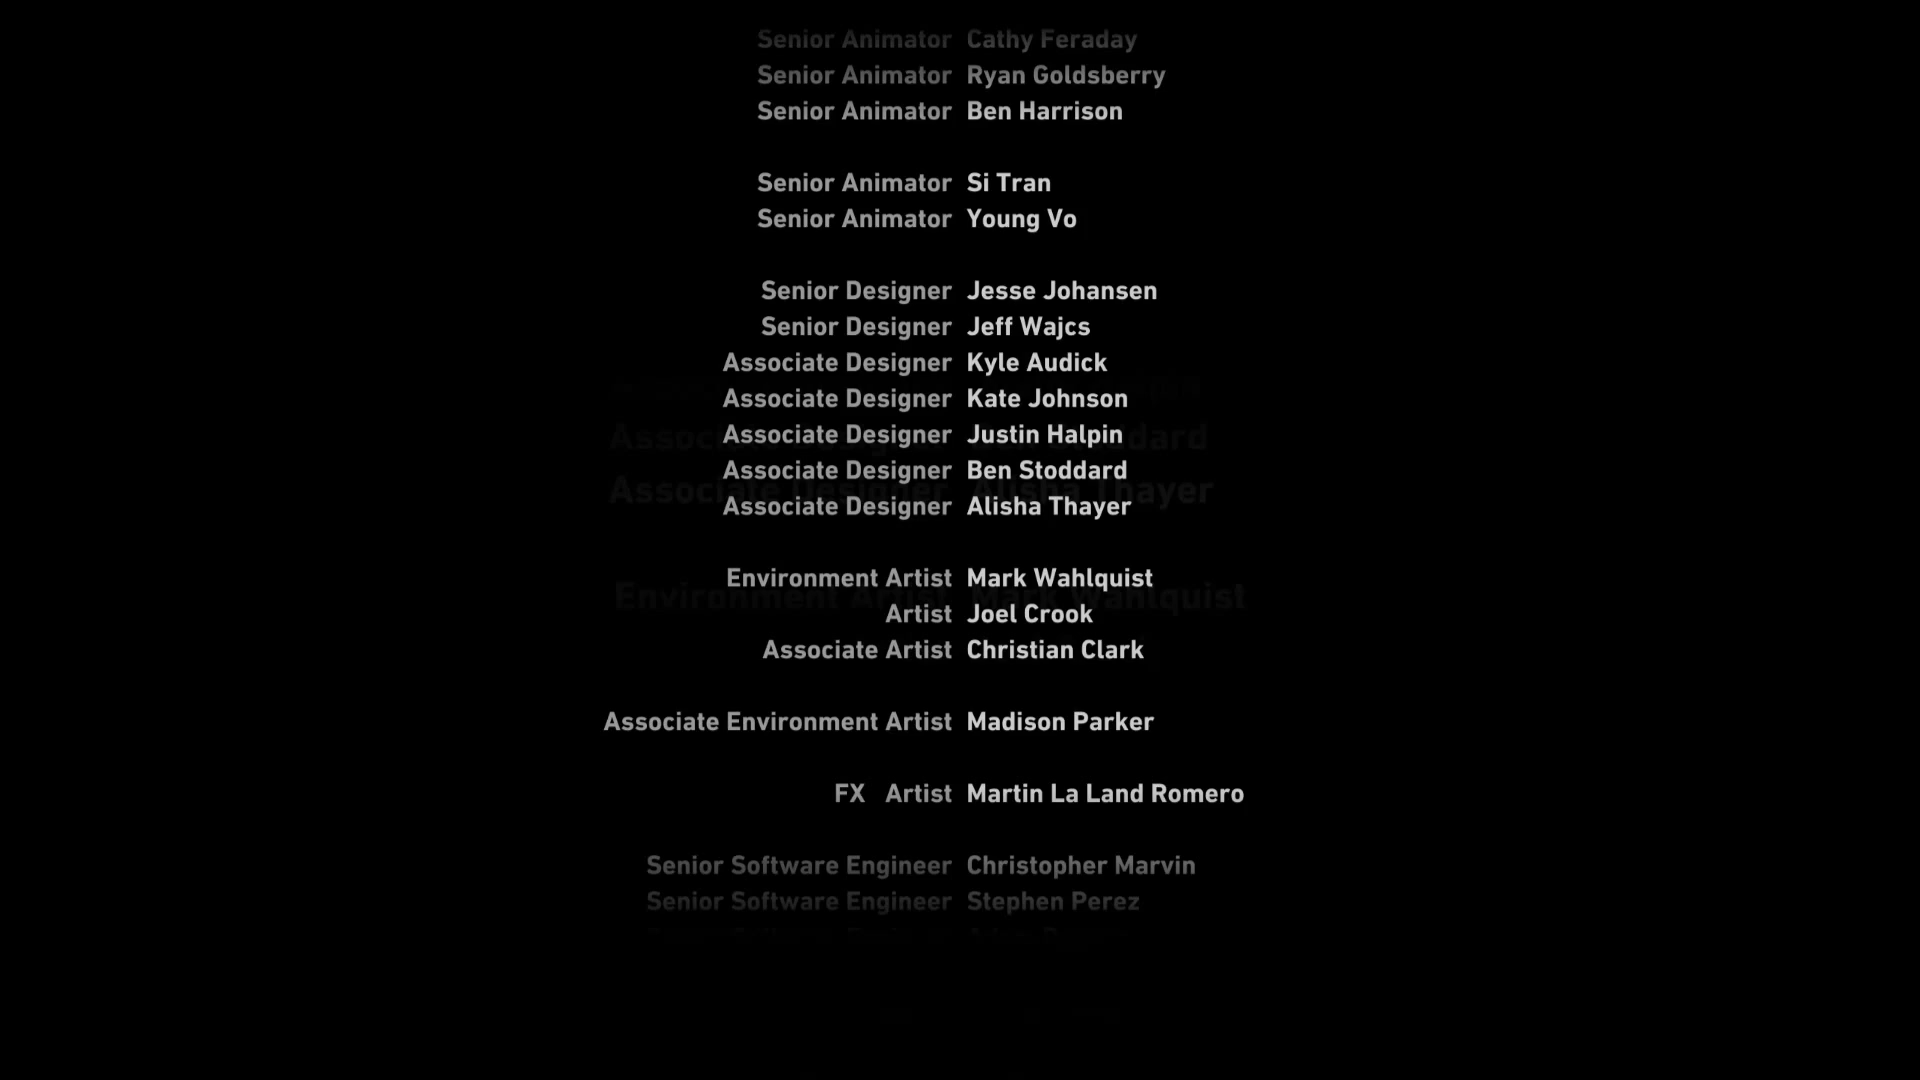 Senior Animator Cathy Feraday
Senior Animator Ryan Goldsberry
Senior Animator Ben Harrison
Senior Animator Si Tran
Senior Animator Young Vo
Senior Designer Jesse Johansen
Senior Designer Jeff Wajcs
Associate Designer Kyle Audick
Associate Designer Kate Johnson
Associate Designer Justin Halpin
Associate Designer Ben Stoddard
Associate Designer Alisha Thayer
Environment Artist Mark Wahlquist
Artist Joel Crook
Associate Artist Christian Clark
Associate Environment Artist Madison Parker
FX Artist Martin La Land Romero
Senior Software Engineer Christopher Marvin
Senior Software Engineer Stephen Perez